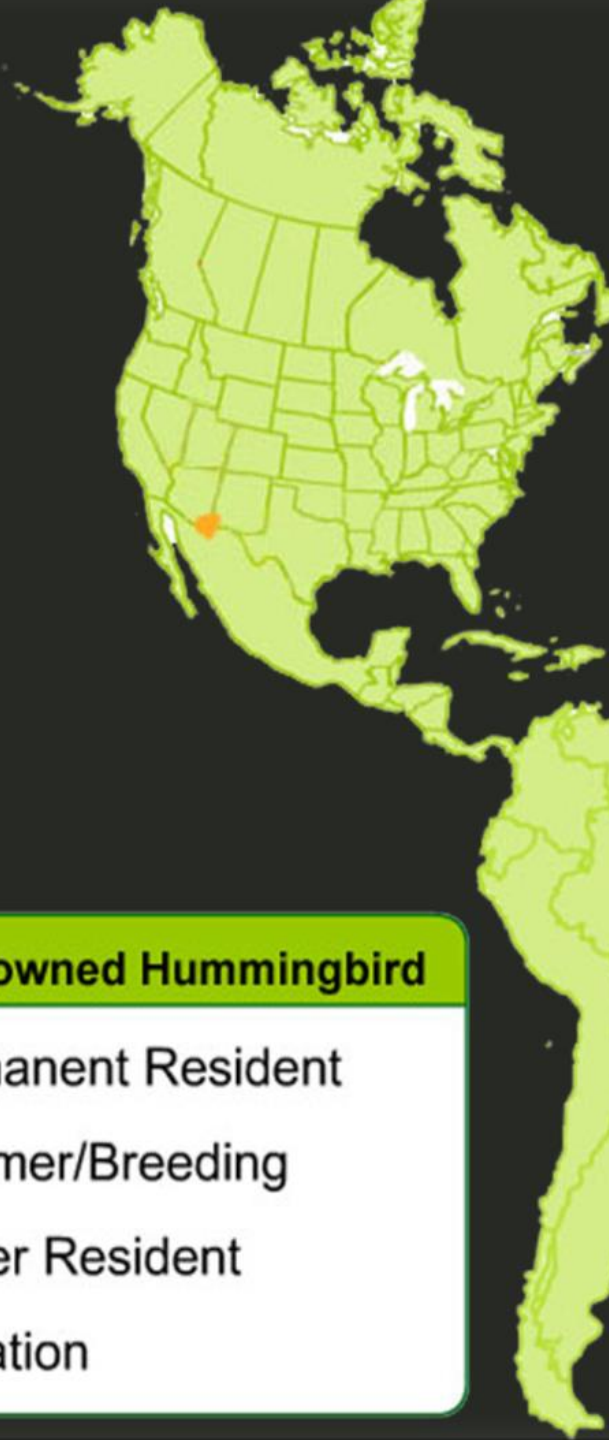 owned Hummingbird
anent Resident
mer/Breeding
er Resident
ation